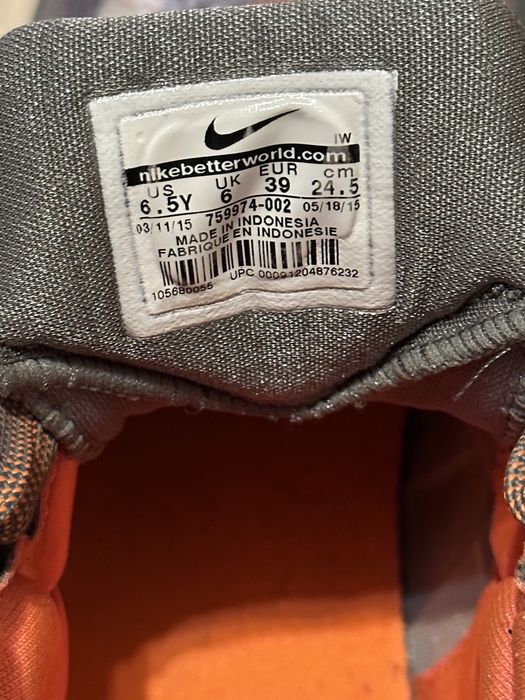 IW
nikebetterworld.com
US UK EUR cm
6.5Y 6 39 24.5
03/11/15 759974-002 05/18/15
MADE IN INDONESIA
FABRIQUE EN INDONESIE
105680055 UPC 00091204876232